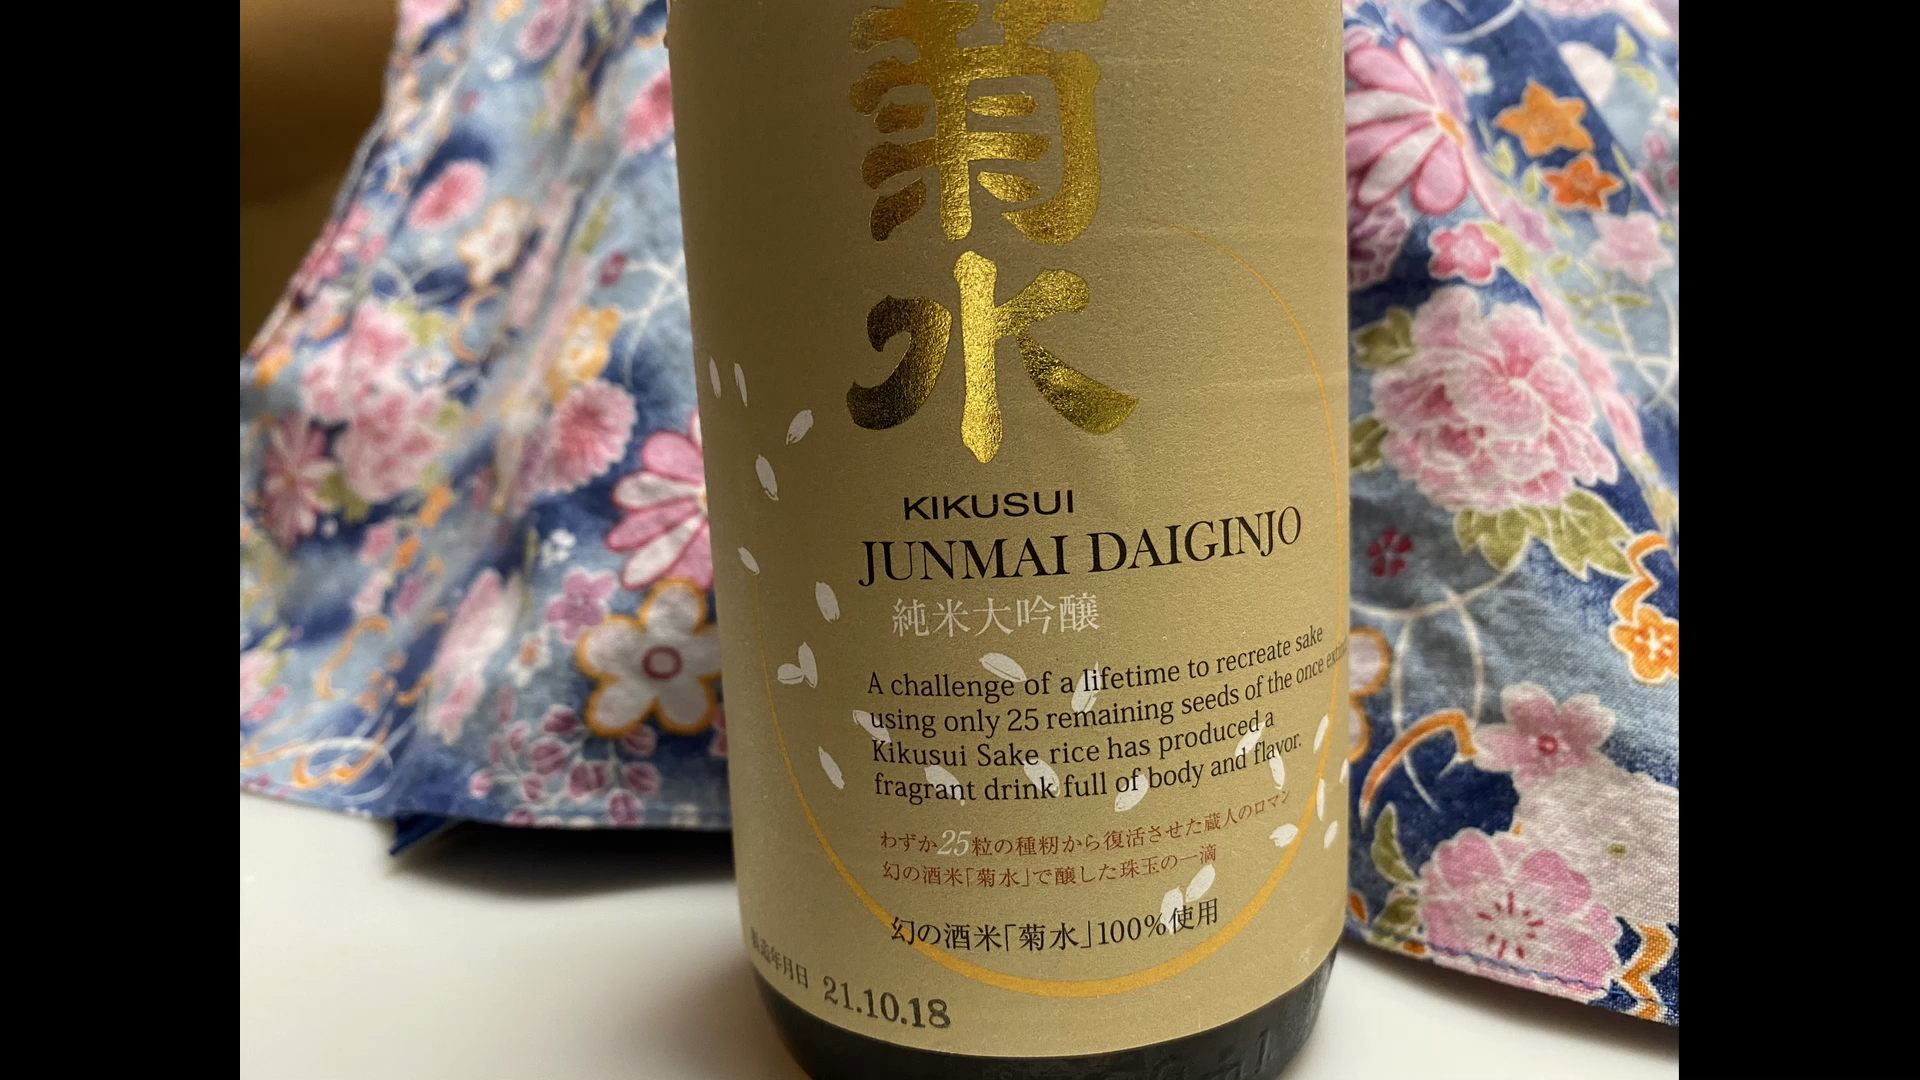 菊水
KIKUSUI
JUNMAI DAIGINJO
純米大吟醸
A challenge of a lifetime to recreate sake
using only 25 remaining seeds of the once
Kikusui Sake rice has produced a
fragrant drink full of body and flavor.
わずか25粒の種籾から復活させた蔵人のロマン
幻の酒米「菊水」で醸した珠玉の一滴
幻の酒米「菊水」100%使用
製造年月日 21.10.18